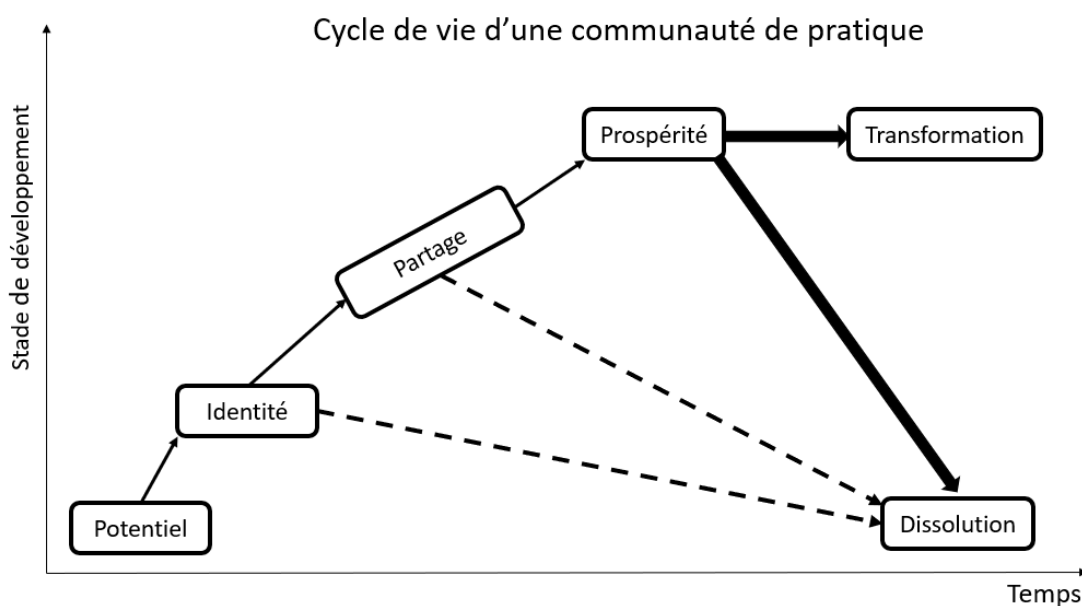 Cycle de vie d’une communauté de pratique
Stade de développement
Prospérité
Transformation
Partage
Identité
Potentiel
Dissolution
Temps